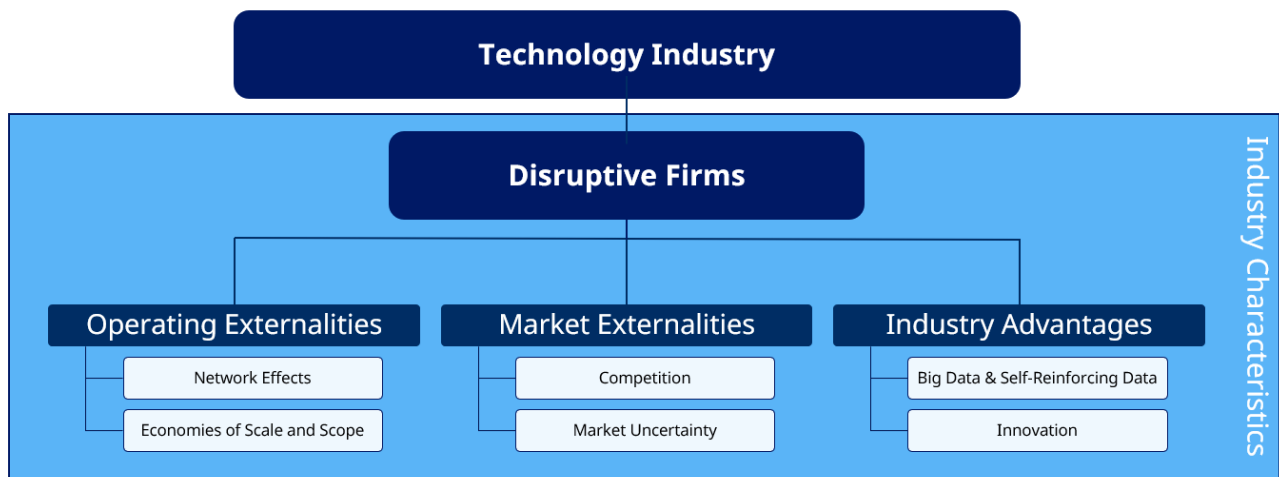 Technology Industry
Disruptive Firms
Industry Characteristics
Operating Externalities
Network Effects
Economies of Scale and Scope
Market Externalities
Competition
Market Uncertainty
Industry Advantages
Big Data & Self-Reinforcing Data
Innovation